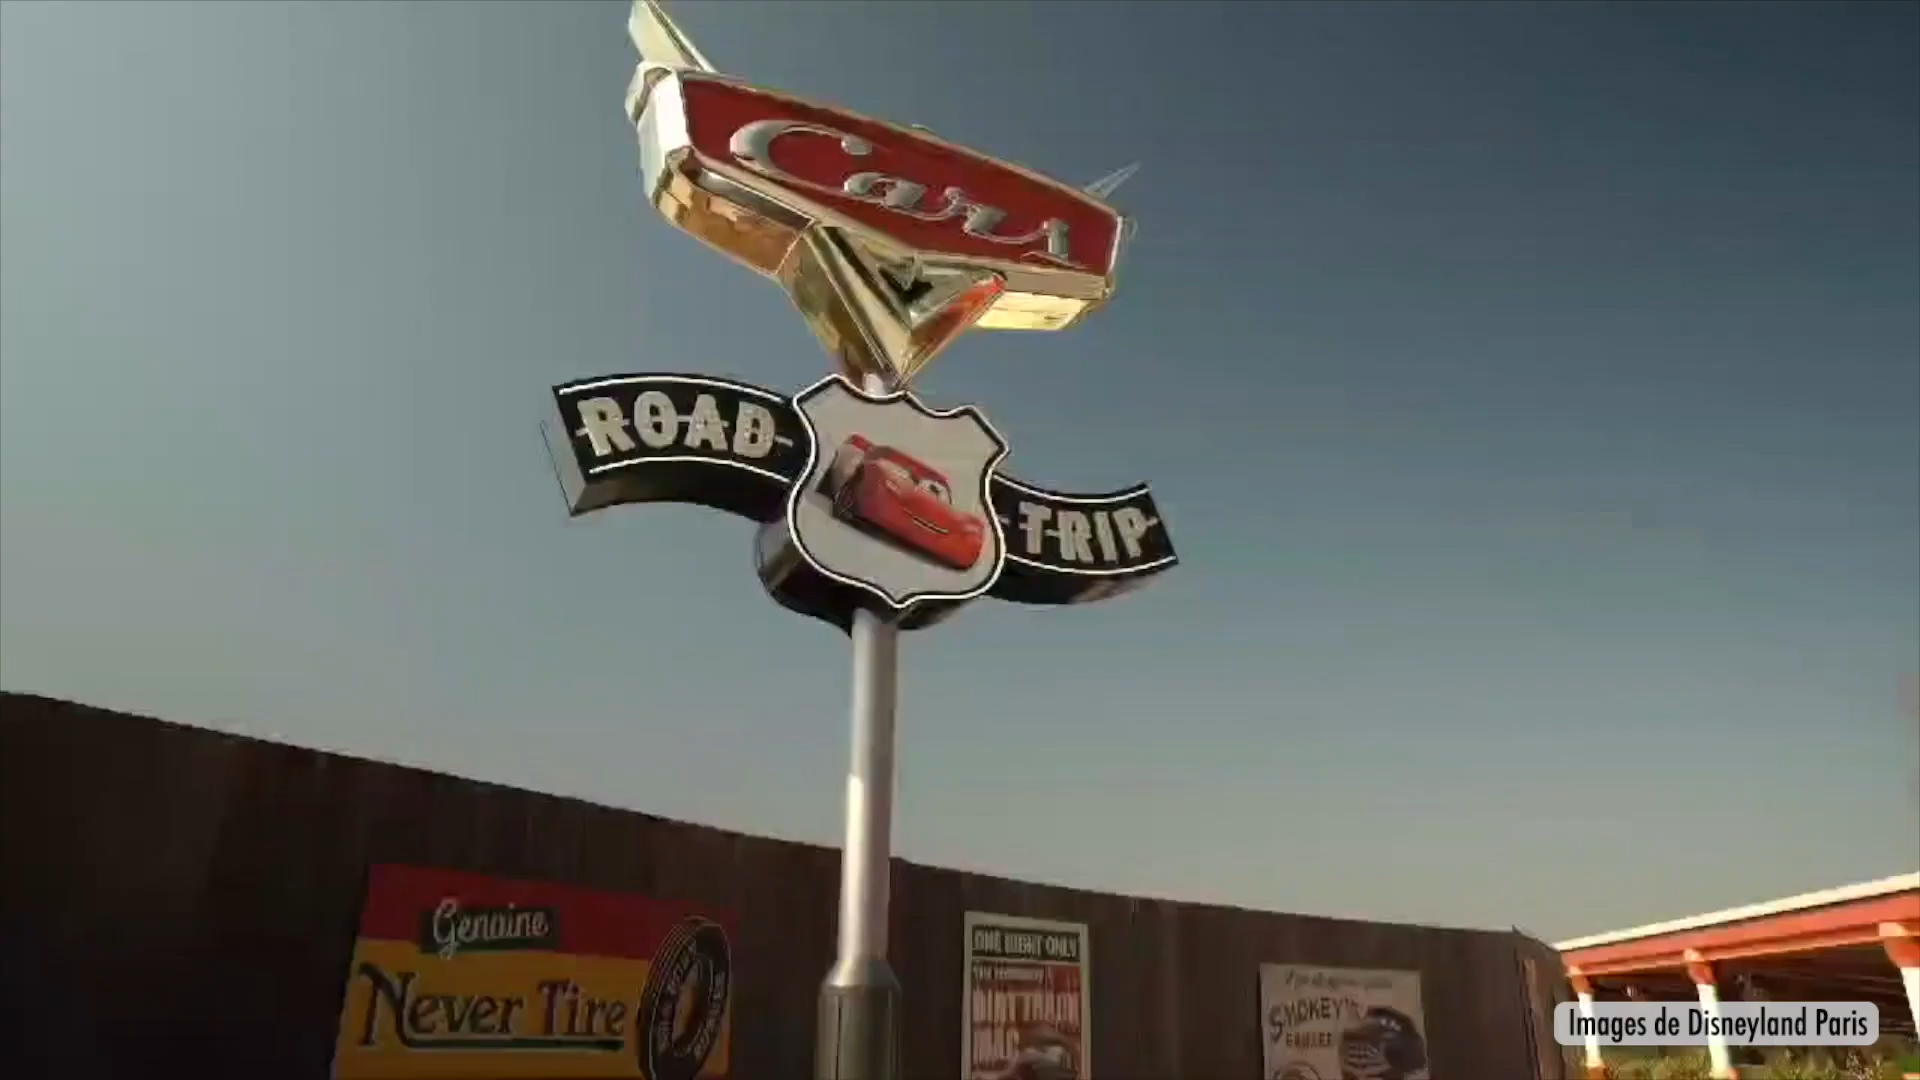 Cars
ROAD
TRIP
Genuine
Never Tire
ONE NIGHT ONLY
SMOKEY
Images de Disneyland Paris